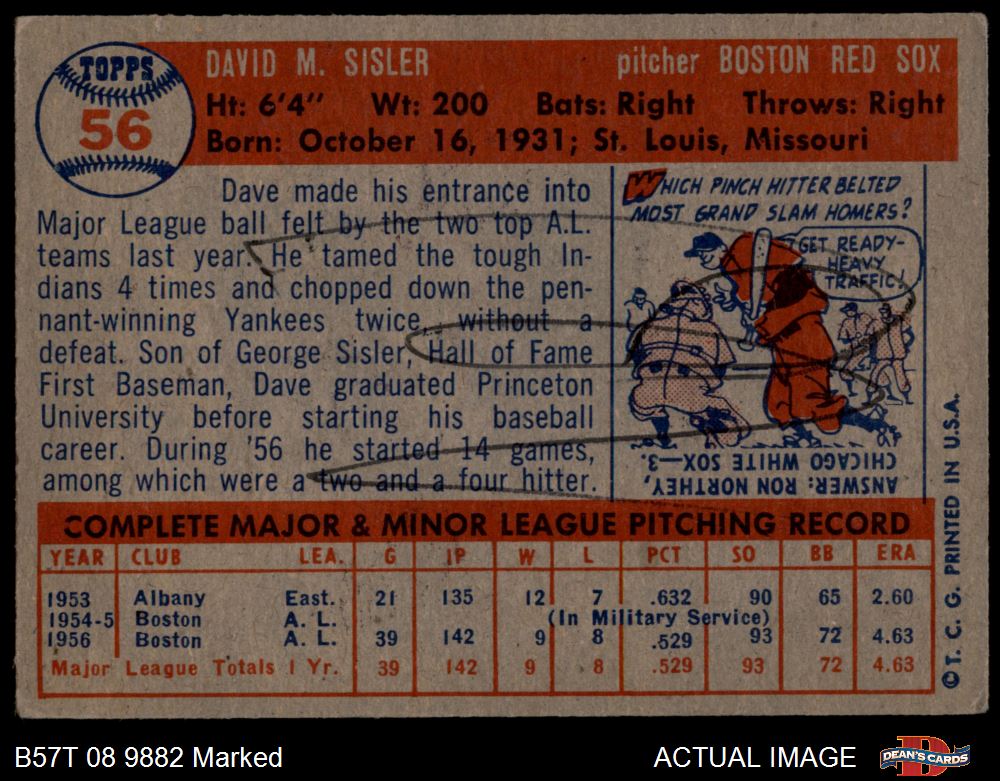 TOPPS
56
DAVID M. SISLER pitcher BOSTON RED SOX
Ht: 6'4" Wt: 200 Bats: Right Throws: Right
Born: October 16, 1931; St. Louis, Missouri
Dave made his entrance into
Major League ball felt by the two top A.L.
teams last year. He tamed the tough In-
dians 4 times and chopped down the pen-
nant-winning Yankees twice, without a
defeat. Son of George Sisler, Hall of Fame
First Baseman, Dave graduated Princeton
University before starting his baseball
career. During '56 he started 14 games,
among which were a two and a four hitter.
WHICH PINCH HITTER BELTED
MOST GRAND SLAM HOMERS?
GET READY-
HEAVY
TRAFFIC!
ANSWER: RON NORTHEY,
CHICAGO WHITE SOX—3.
COMPLETE MAJOR & MINOR LEAGUE PITCHING RECORD
YEAR CLUB LEA. G IP W L PCT SO BB ERA
1953 Albany East. 21 135 12 7 .632 90 65 2.60
1954-5 Boston A. L. (In Military Service)
1956 Boston A. L. 39 142 9 8 .529 93 72 4.63
Major League Totals 1 Yr. 39 142 9 8 .529 93 72 4.63
©T. C. G. PRINTED IN U.S.A.
B57T 08 9882 Marked
ACTUAL IMAGE
D
DEAN'S CARDS